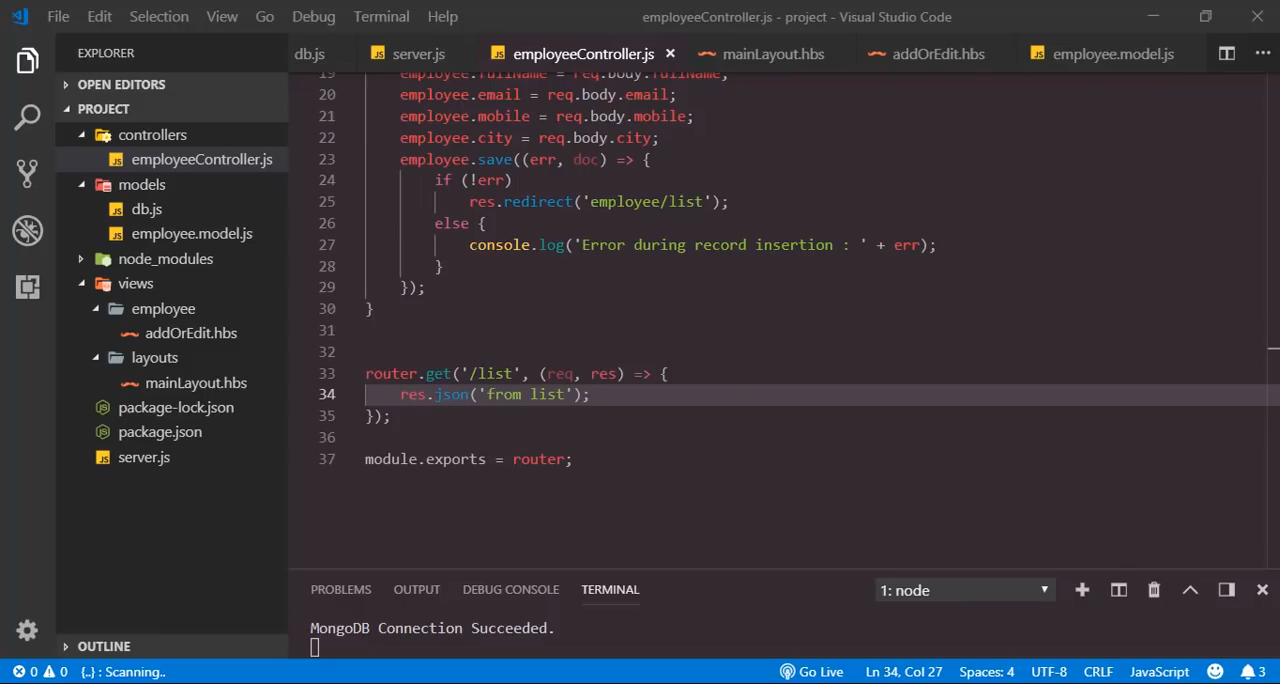 File Edit Selection View Go Debug Terminal Help employeeController.js - project - Visual Studio Code
EXPLORER
OPEN EDITORS
PROJECT
controllers
employeeController.js
models
db.js
employee.model.js
node_modules
views
employee
addOrEdit.hbs
layouts
mainLayout.hbs
package-lock.json
package.json
server.js
OUTLINE
db.js server.js employeeController.js mainLayout.hbs addOrEdit.hbs employee.model.js
19 employee.fullName = req.body.fullName;
20 employee.email = req.body.email;
21 employee.mobile = req.body.mobile;
22 employee.city = req.body.city;
23 employee.save((err, doc) => {
24 if (!err)
25 res.redirect('employee/list');
26 else {
27 console.log('Error during record insertion : ' + err);
28 }
29 });
30 }
31
32
33 router.get('/list', (req, res) => {
34 res.json('from list');
35 });
36
37 module.exports = router;
PROBLEMS OUTPUT DEBUG CONSOLE TERMINAL 1: node
MongoDB Connection Succeeded.
0 0 {..} : Scanning.. Go Live Ln 34, Col 27 Spaces: 4 UTF-8 CRLF JavaScript 3